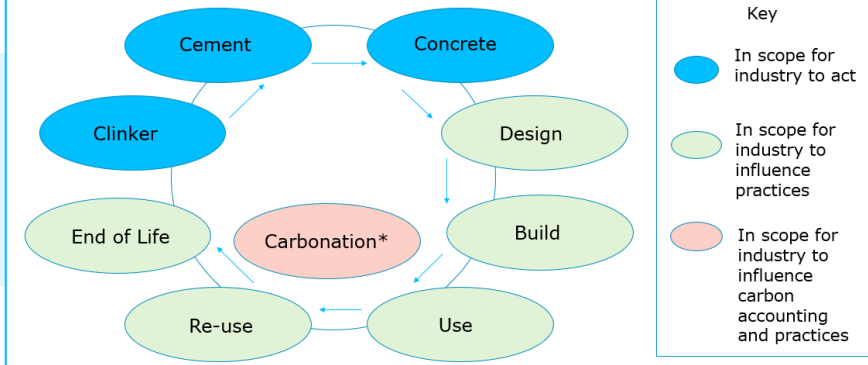 Cement
Concrete
Clinker
Design
End of Life
Carbonation*
Build
Re-use
Use
Key
In scope for
industry to act
In scope for
industry to
influence
practices
In scope for
industry to
influence
carbon
accounting
and practices